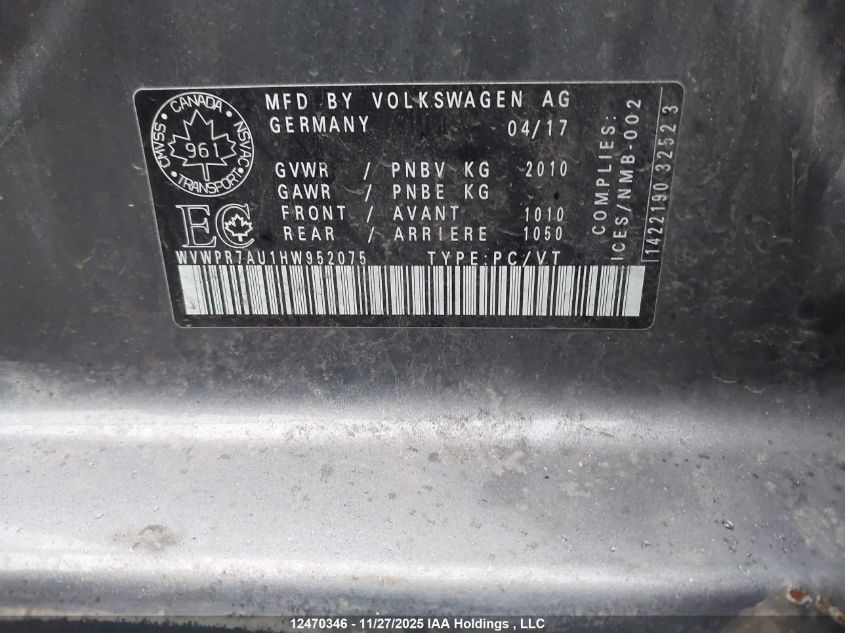 CANADA
CMVSS NSVAC
961
TRANSPORT
EC
MFD BY VOLKSWAGEN AG
GERMANY 04/17
GVWR / PNBV KG 2010
GAWR / PNBE KG
FRONT / AVANT 1010
REAR / ARRIERE 1050
WVWPR7AU1HW952075 TYPE:PC/VT
COMPLIES:
ICES/NMB-002
1422190 32523
12470346 - 11/27/2025 IAA Holdings , LLC